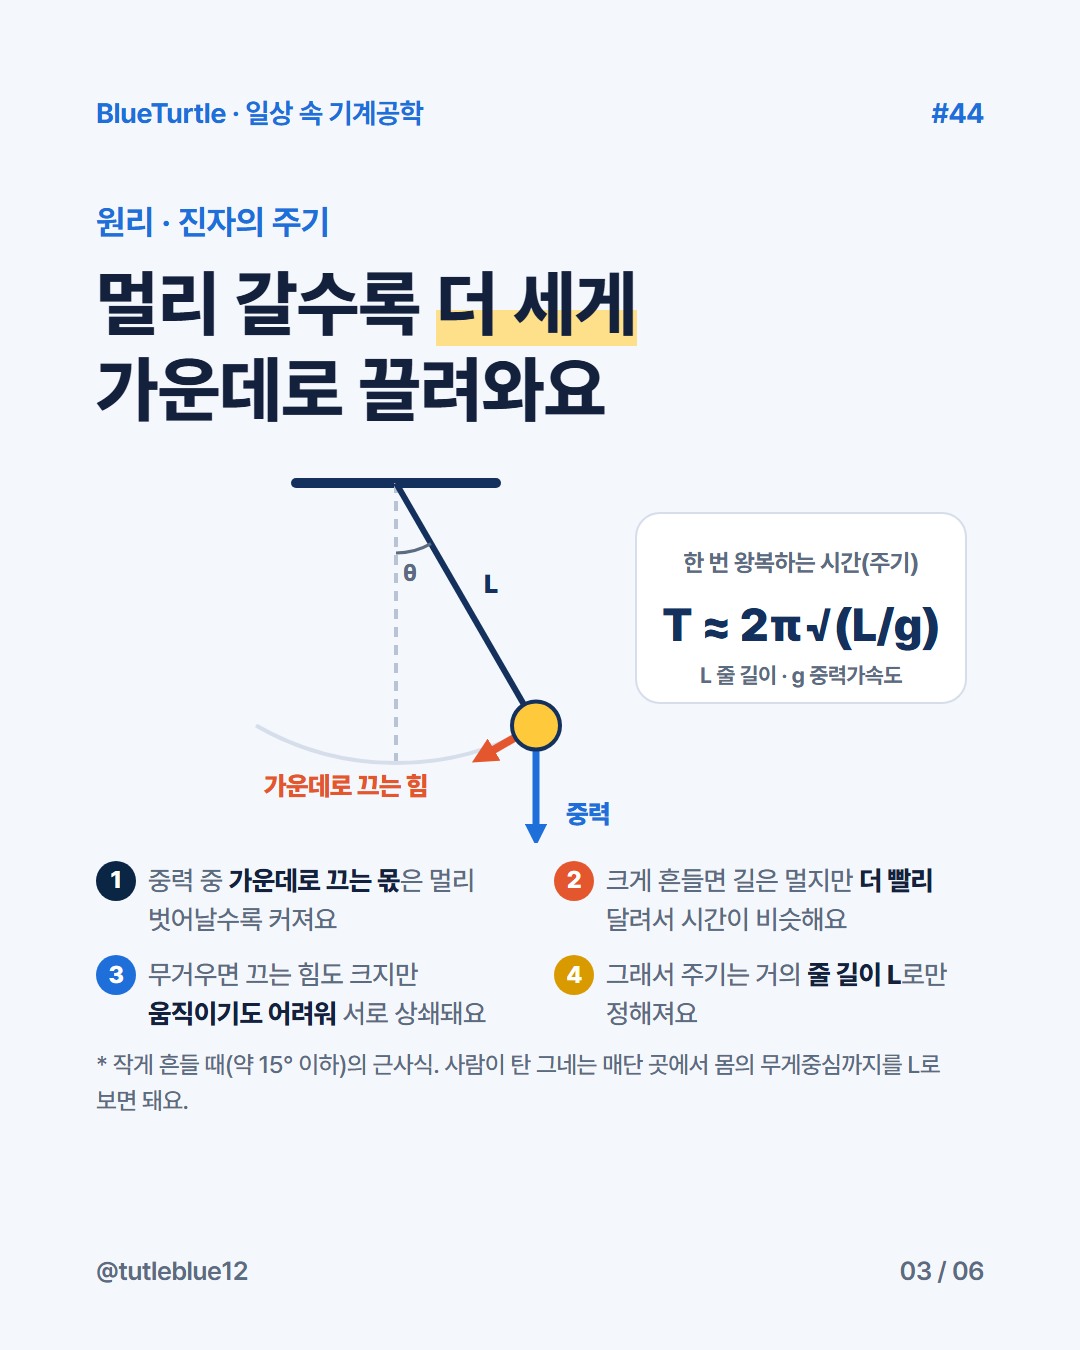 BlueTurtle · 일상 속 기계공학
#44
원리 · 진자의 주기
멀리 갈수록 더 세게
가운데로 끌려와요
θ
L
한 번 왕복하는 시간(주기)
T ≈ 2π√(L/g)
L 줄 길이 · g 중력가속도
가운데로 끄는 힘
중력
1 중력 중 가운데로 끄는 몫은 멀리
벗어날수록 커져요
2 크게 흔들면 길은 멀지만 더 빨리
달려서 시간이 비슷해요
3 무거우면 끄는 힘도 크지만
움직이기도 어려워 서로 상쇄돼요
4 그래서 주기는 거의 줄 길이 L로만
정해져요
* 작게 흔들 때(약 15° 이하)의 근사식. 사람이 탄 그네는 매단 곳에서 몸의 무게중심까지를 L로
보면 돼요.
@tutleblue12
03 / 06